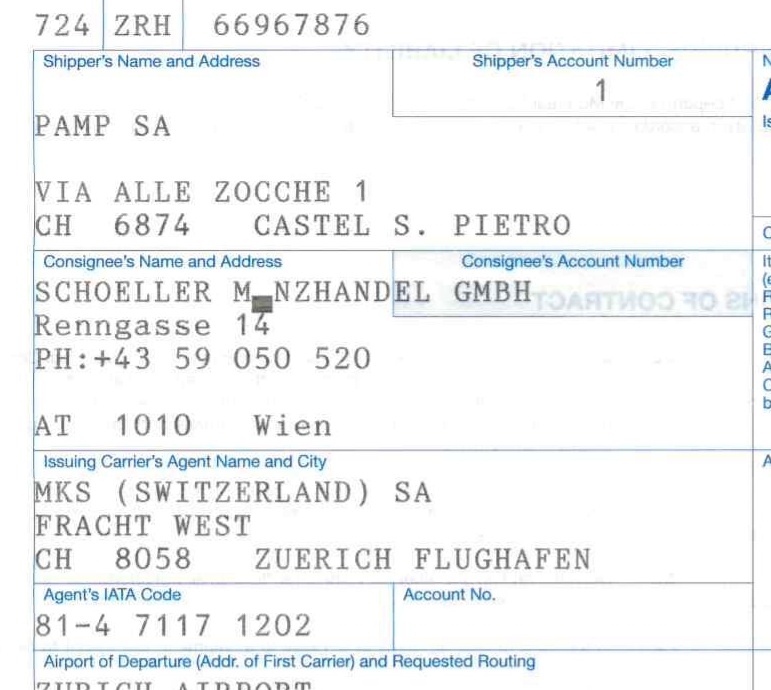 724 ZRH 66967876
Shipper's Name and Address
Shipper's Account Number
1
PAMP SA
VIA ALLE ZOCCHE 1
CH 6874 CASTEL S. PIETRO
Consignee's Name and Address
Consignee's Account Number
SCHOELLER M_NZHANDEL GMBH
Renngasse 14
PH:+43 59 050 520
AT 1010 Wien
Issuing Carrier's Agent Name and City
MKS (SWITZERLAND) SA
FRACHT WEST
CH 8058 ZUERICH FLUGHAFEN
Agent's IATA Code
Account No.
81-4 7117 1202
Airport of Departure (Addr. of First Carrier) and Requested Routing
ZURICH AIRPORT